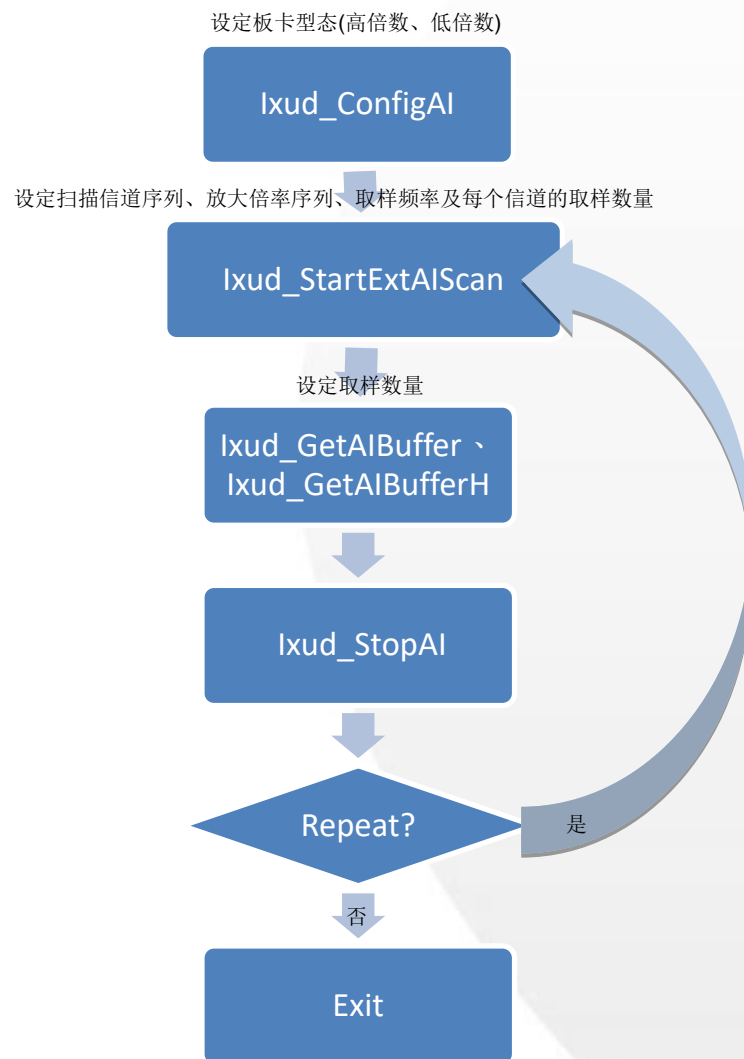 设定板卡型态(高倍数、低倍数)
Ixud_ConfigAI
设定扫描信道序列、放大倍率序列、取样频率及每个信道的取样数量
Ixud_StartExtAIScan
设定取样数量
Ixud_GetAIBuffer、
Ixud_GetAIBufferH
Ixud_StopAI
Repeat?
是
否
Exit